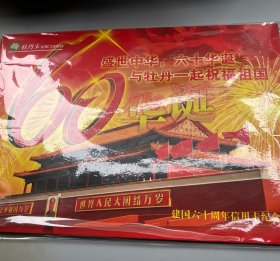 牡丹卡
盛世中华,六十华诞
与牡丹一起祝福祖国
60华诞
世界人民大团结万岁
建国六十周年信用卡纪念